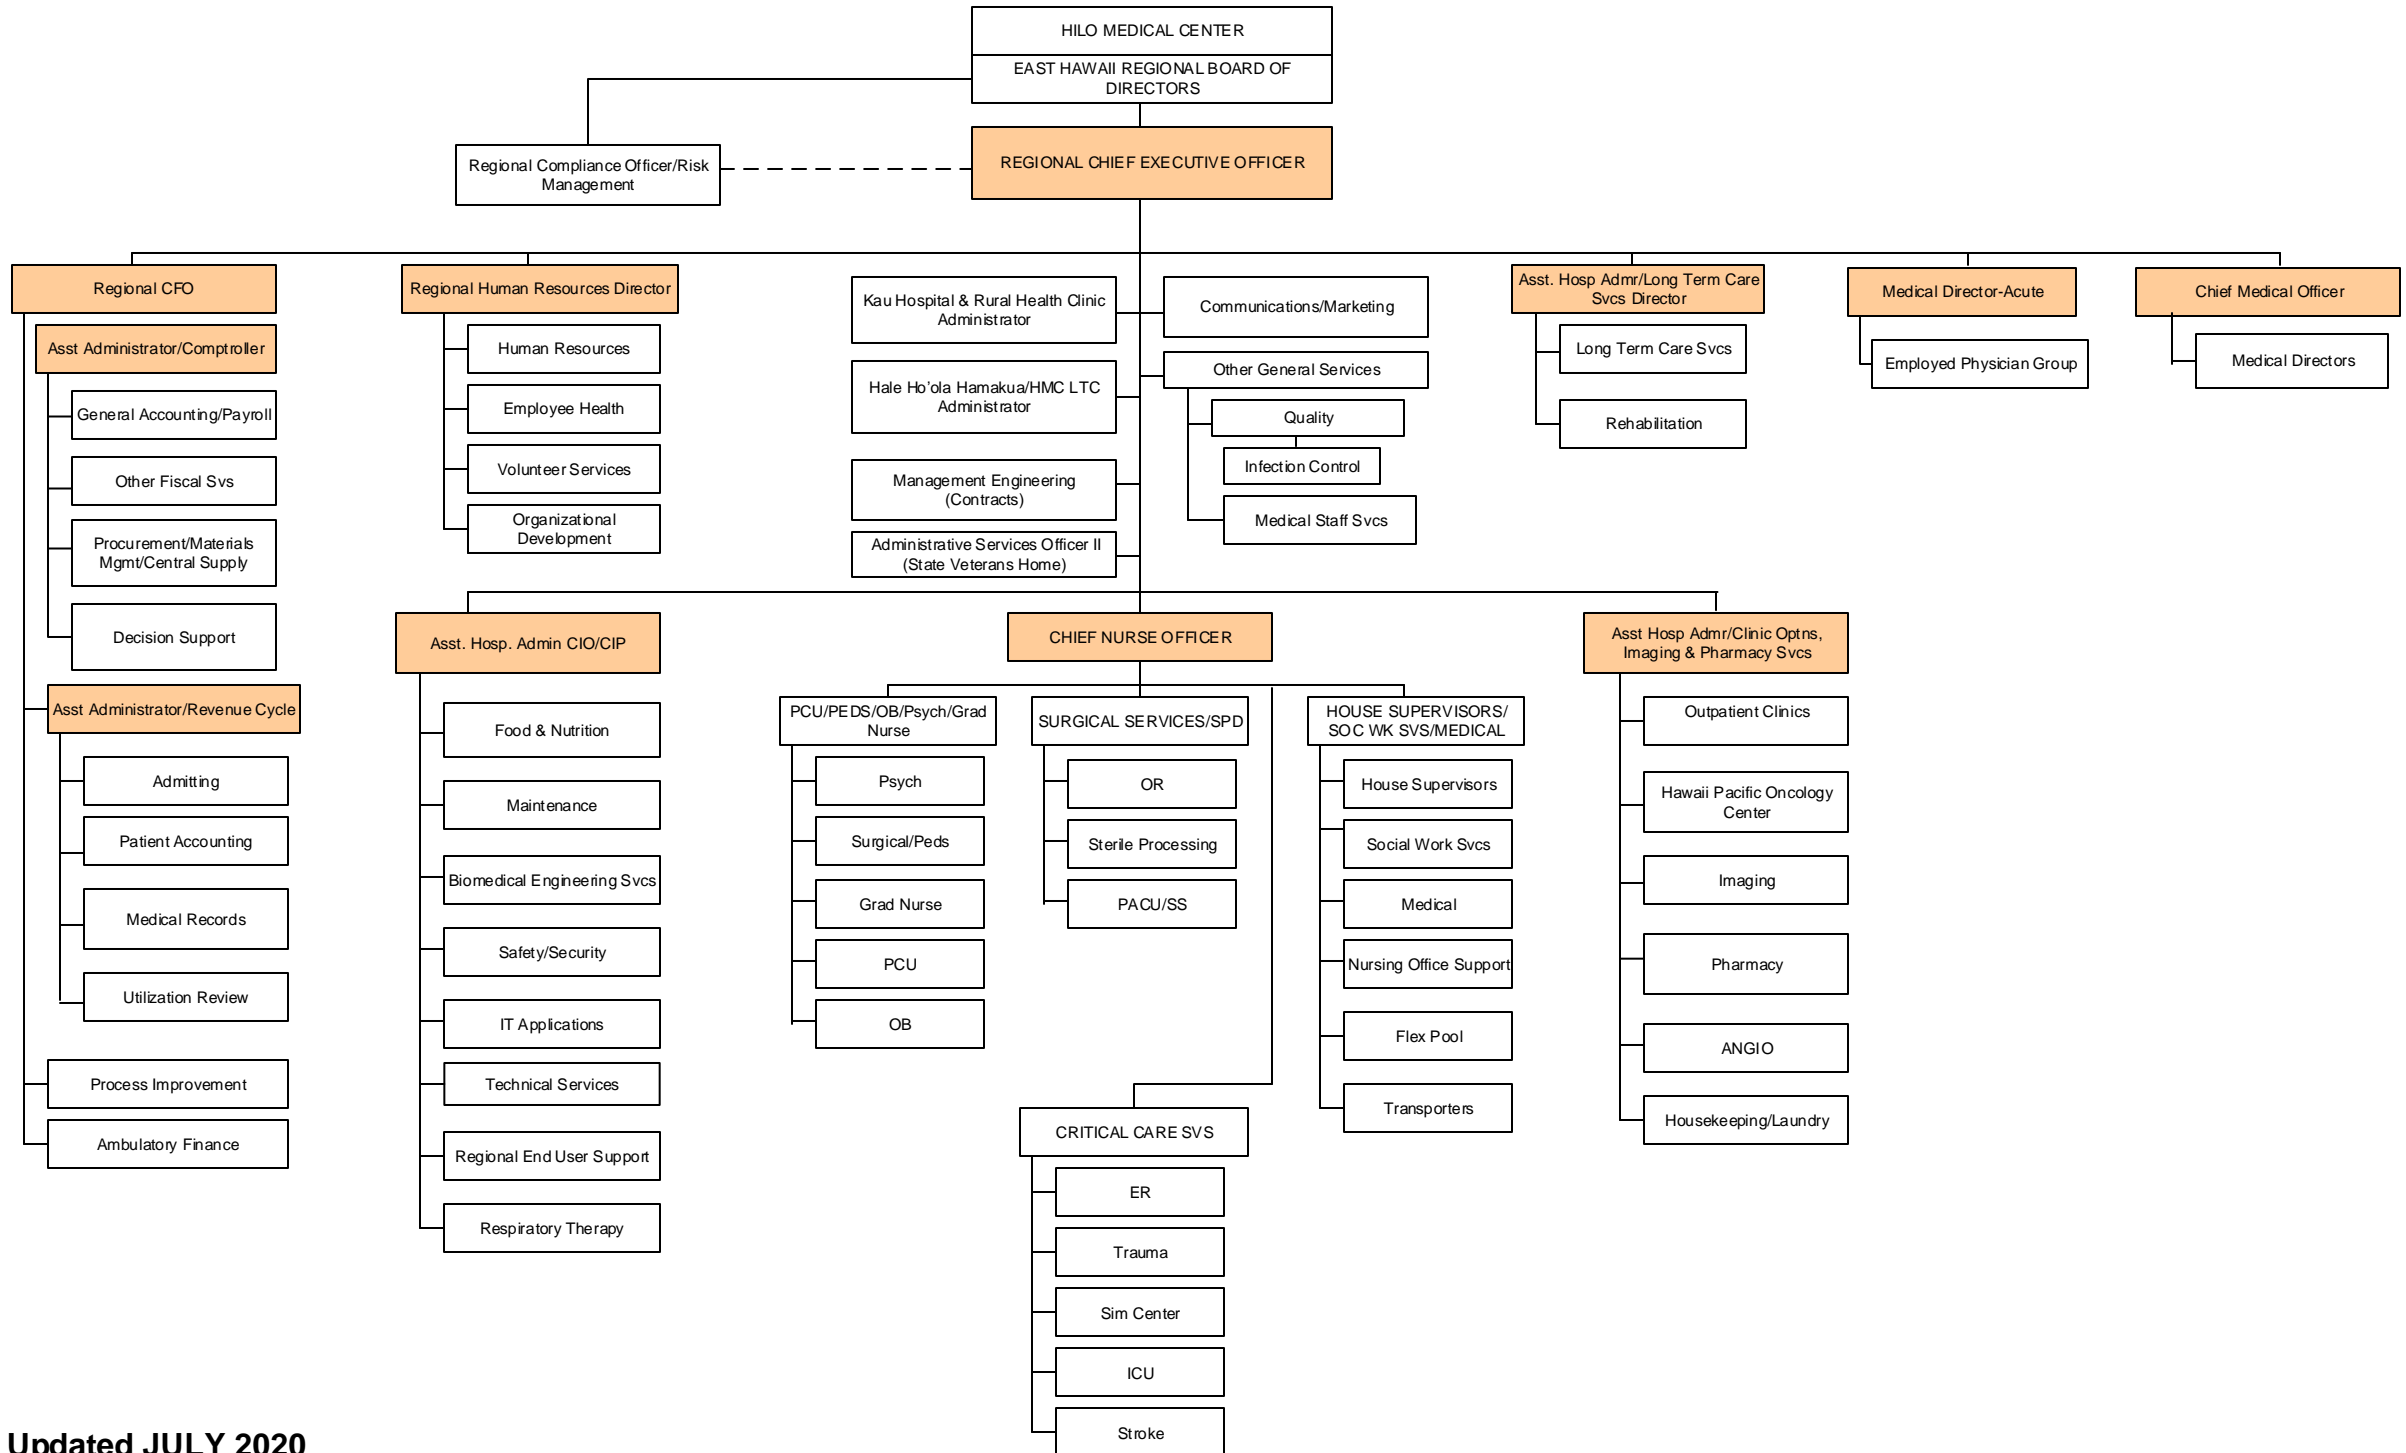 HILO MEDICAL CENTER
EAST HAWAII REGIONAL BOARD OF
DIRECTORS
Regional Compliance Officer/Risk
Management
REGIONAL CHIEF EXECUTIVE OFFICER
Regional CFO
Asst Administrator/Comptroller
General Accounting/Payroll
Other Fiscal Svs
Procurement/Materials
Mgmt/Central Supply
Decision Support
Asst Administrator/Revenue Cycle
Admitting
Patient Accounting
Medical Records
Utilization Review
Process Improvement
Ambulatory Finance
Regional Human Resources Director
Human Resources
Employee Health
Volunteer Services
Organizational
Development
Kau Hospital & Rural Health Clinic
Administrator
Hale Ho’ola Hamakua/HMC LTC
Administrator
Management Engineering
(Contracts)
Administrative Services Officer II
(State Veterans Home)
Communications/Marketing
Other General Services
Quality
Infection Control
Medical Staff Svcs
Asst. Hosp Admr/Long Term Care
Svcs Director
Long Term Care Svcs
Rehabilitation
Medical Director-Acute
Employed Physician Group
Chief Medical Officer
Medical Directors
Asst. Hosp. Admin CIO/CIP
Food & Nutrition
Maintenance
Biomedical Engineering Svcs
Safety/Security
IT Applications
Technical Services
Regional End User Support
Respiratory Therapy
CHIEF NURSE OFFICER
PCU/PEDS/OB/Psych/Grad
Nurse
Psych
Surgical/Peds
Grad Nurse
PCU
OB
SURGICAL SERVICES/SPD
OR
Sterile Processing
PACU/SS
HOUSE SUPERVISORS/
SOC WK SVS/MEDICAL
House Supervisors
Social Work Svcs
Medical
Nursing Office Support
Flex Pool
Transporters
CRITICAL CARE SVS
ER
Trauma
Sim Center
ICU
Stroke
Asst Hosp Admr/Clinic Optns,
Imaging & Pharmacy Svcs
Outpatient Clinics
Hawaii Pacific Oncology
Center
Imaging
Pharmacy
ANGIO
Housekeeping/Laundry
Updated JULY 2020